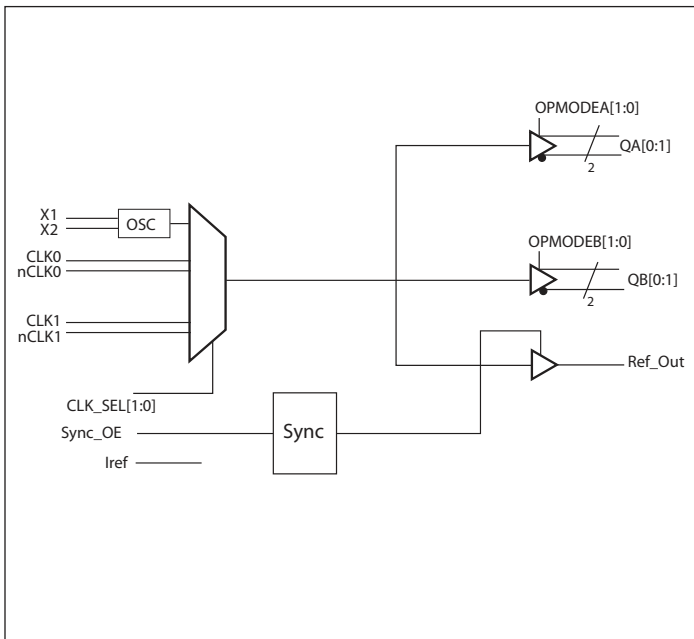 OPMODEA[1:0]
QA[0:1]
2
X1
X2
OSC
CLK0
nCLK0
OPMODEB[1:0]
QB[0:1]
2
CLK1
nCLK1
Ref_Out
CLK_SEL[1:0]
Sync_OE
Sync
Iref